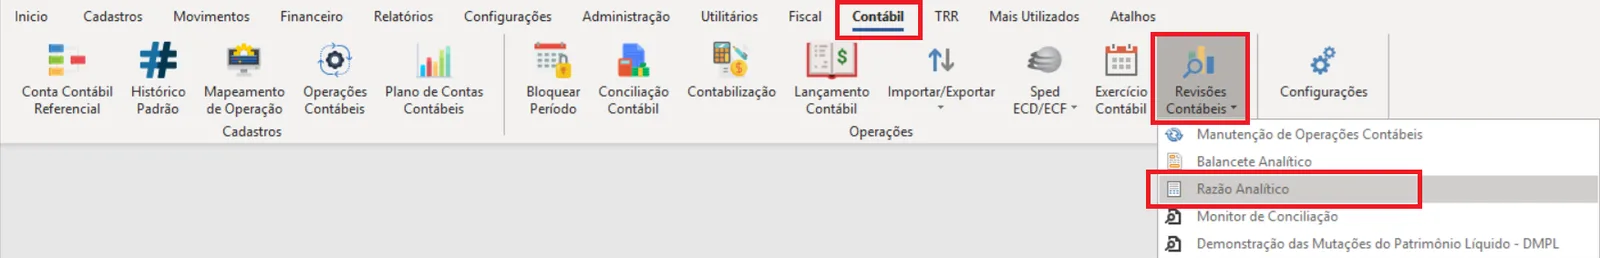 Inicio Cadastros Movimentos Financeiro Relatórios Configurações Administração Utilitários Fiscal Contábil TRR Mais Utilizados Atalhos
Conta Contábil Referencial
Histórico Padrão
Mapeamento de Operação
Operações Contábeis
Plano de Contas Contábeis
Cadastros
Bloquear Período
Conciliação Contábil
Contabilização
Lançamento Contábil
Importar/Exportar
Sped ECD/ECF
Exercício Contábil
Revisões Contábeis
Operações
Configurações
Manutenção de Operações Contábeis
Balancete Analítico
Razão Analítico
Monitor de Conciliação
Demonstração das Mutações do Patrimônio Líquido - DMPL